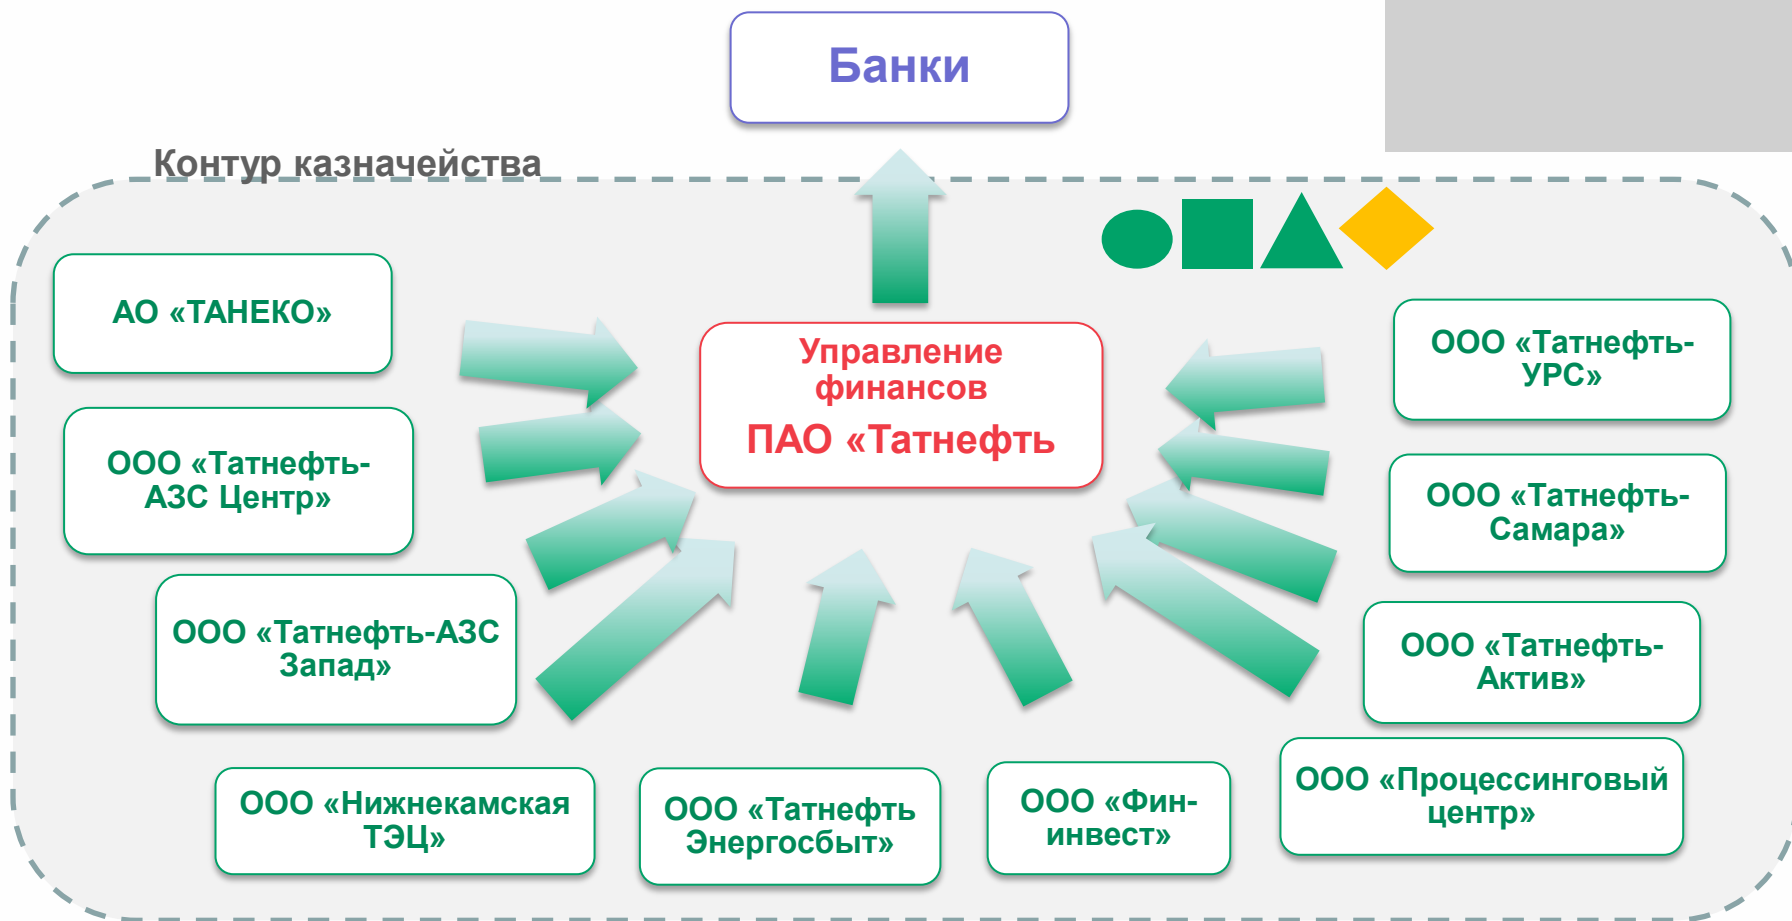 Банки
Контур казначейства
АО «ТАНЕКО»
Управление
финансов
ПАО «Татнефть
ООО «Татнефть-
УРС»
ООО «Татнефть-
АЗС Центр»
ООО «Татнефть-
Самара»
ООО «Татнефть-АЗС
Запад»
ООО «Татнефть-
Актив»
ООО «Нижнекамская
ТЭЦ»
ООО «Татнефть
Энергосбыт»
ООО «Фин-
инвест»
ООО «Процессинговый
центр»